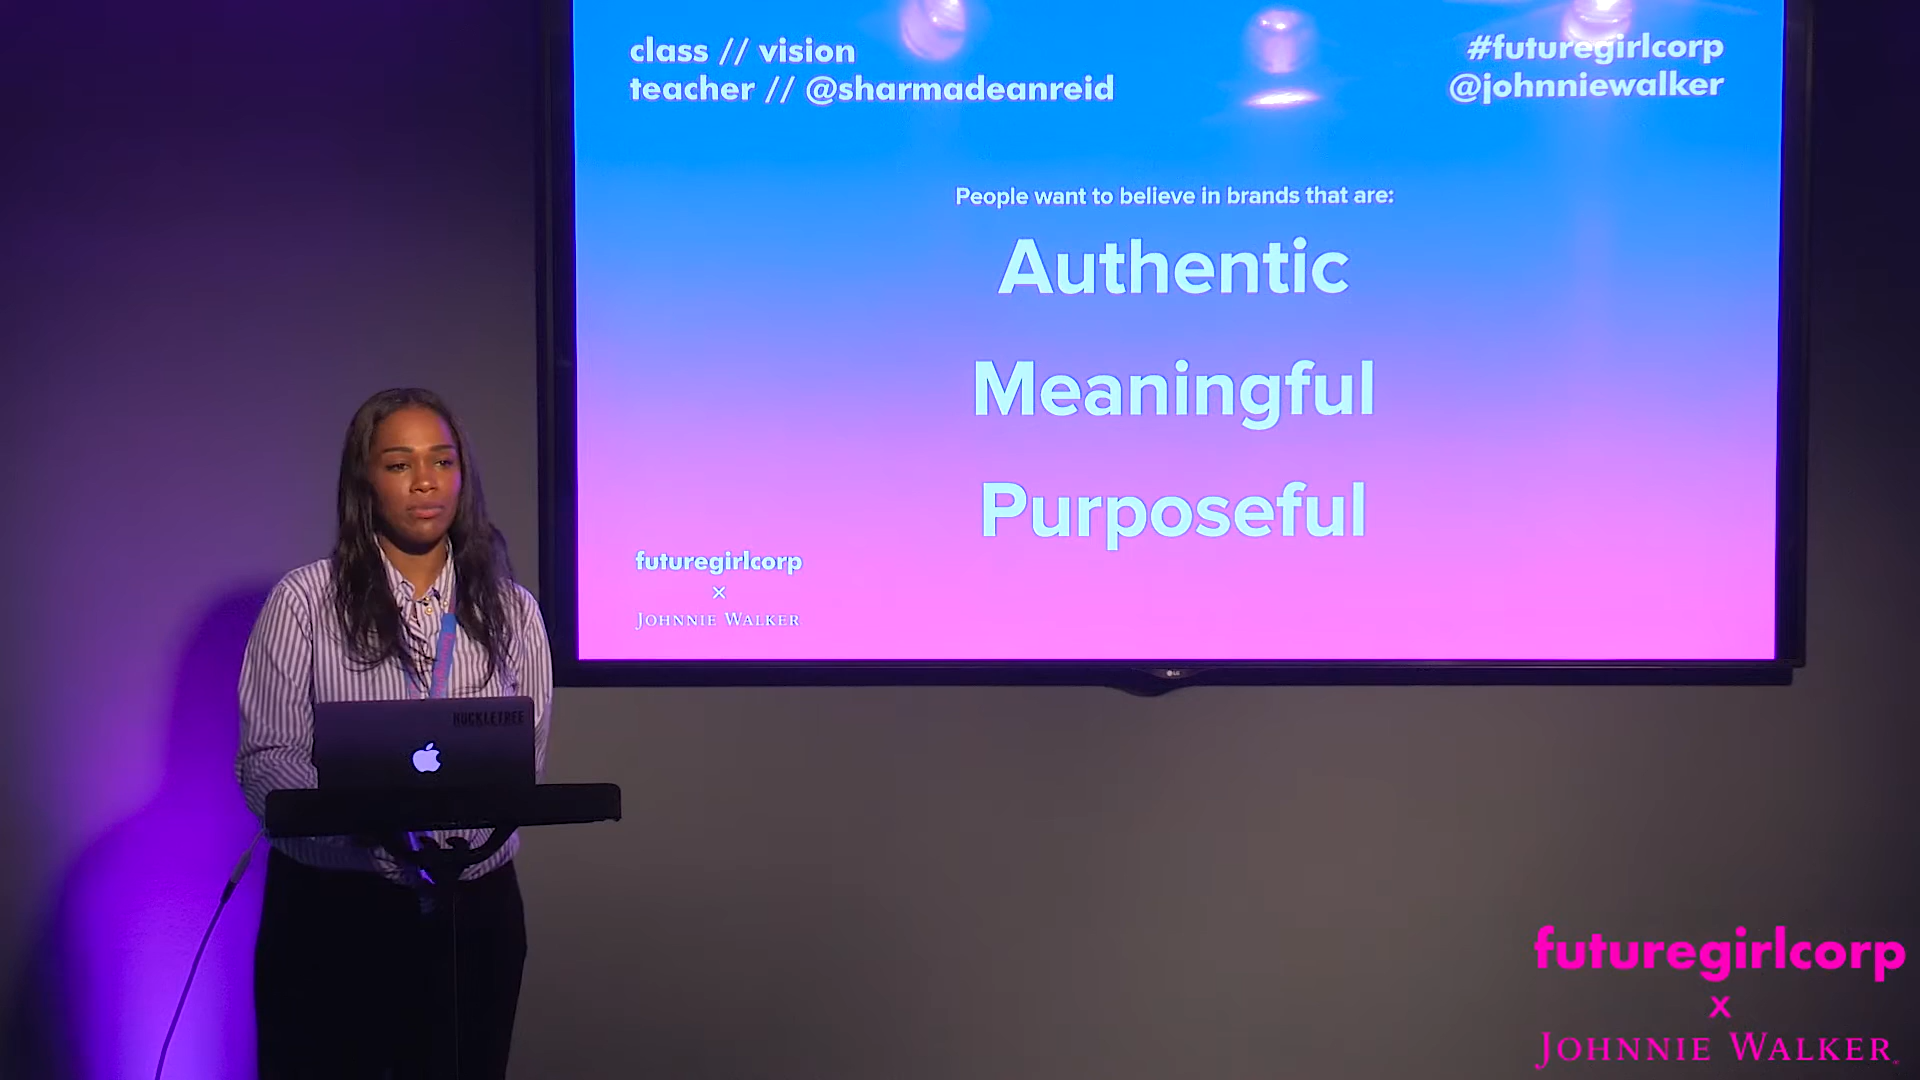 class // vision
teacher // @sharmadeanreid
#futuregirlcorp
@johnniewalker
People want to believe in brands that are:
Authentic
Meaningful
Purposeful
futuregirlcorp
x
JOHNNIE WALKER
HUCKLETREE
LG
futuregirlcorp
x
JOHNNIE WALKER.